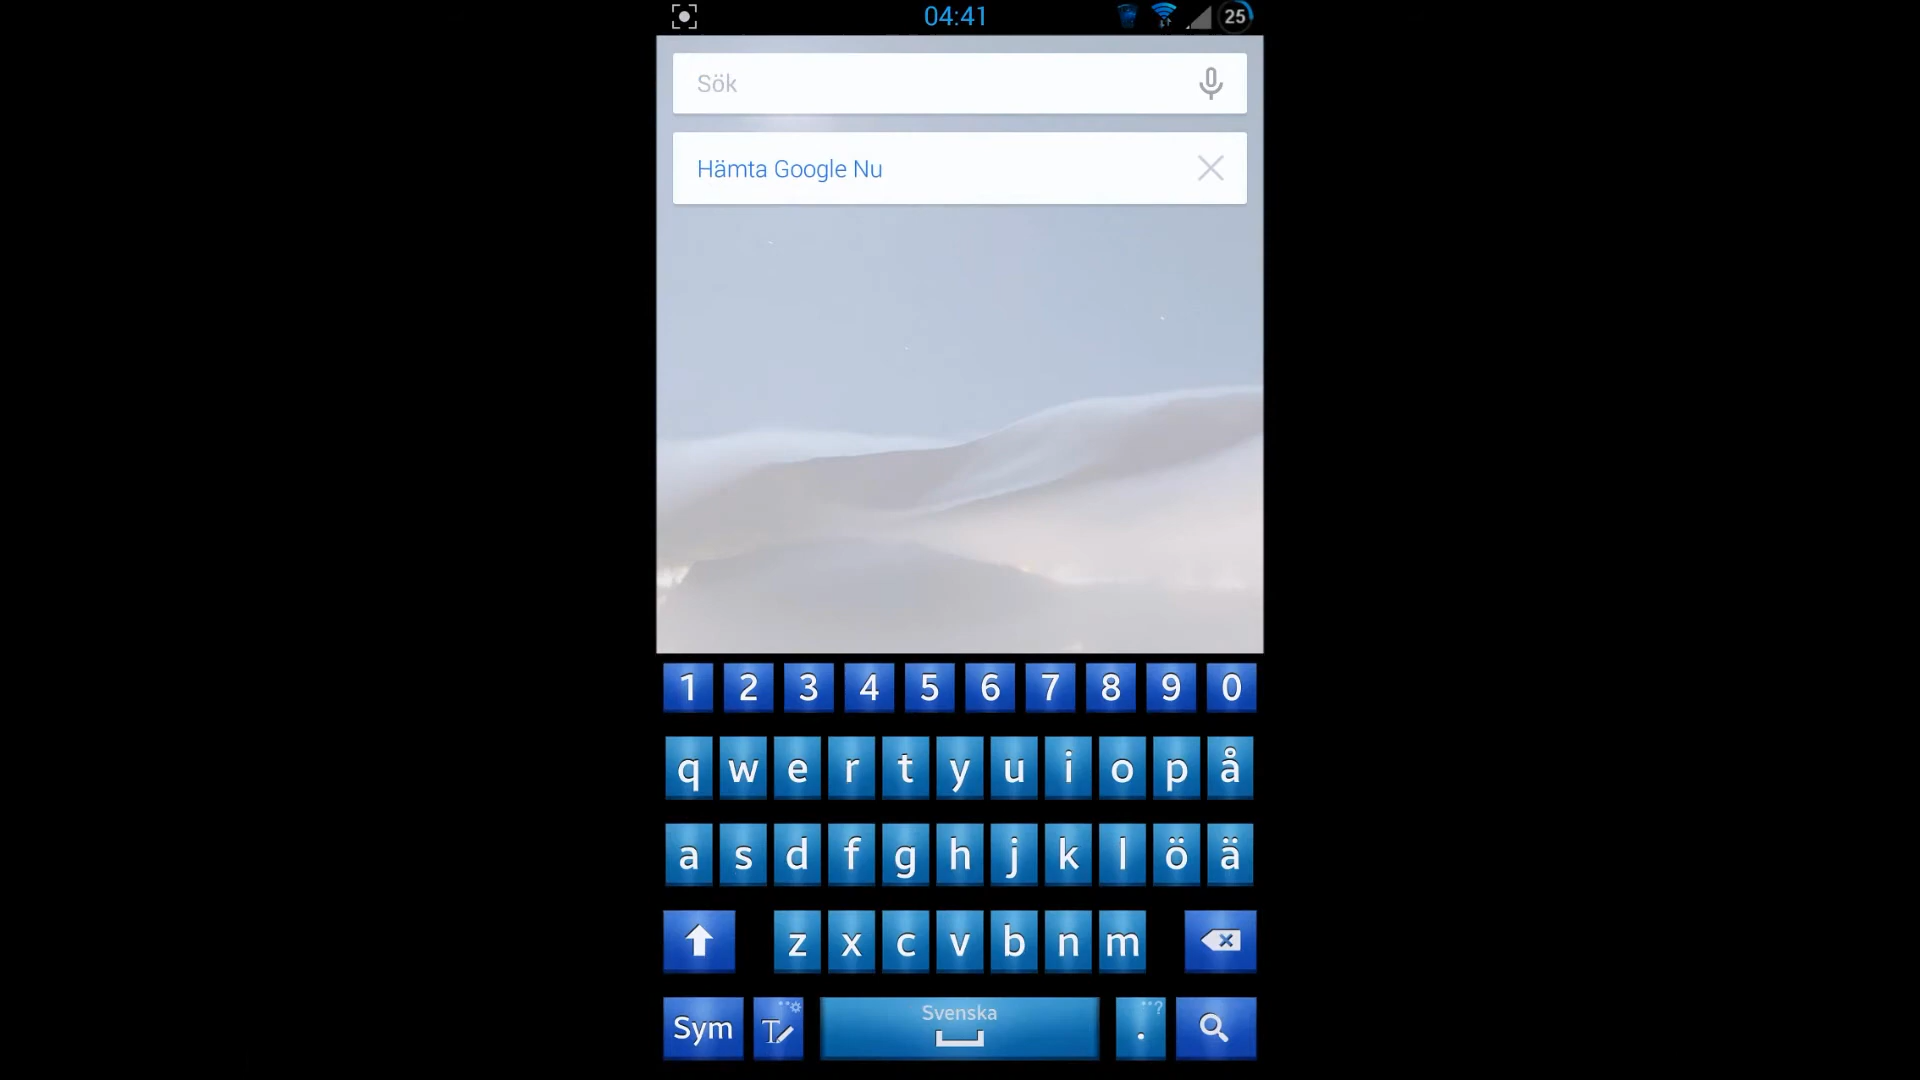 04:41
25
Sök
Hämta Google Nu
1 2 3 4 5 6 7 8 9 0
q w e r t y u i o p å
a s d f g h j k l ö ä
z x c v b n m
Sym T Svenska . ?